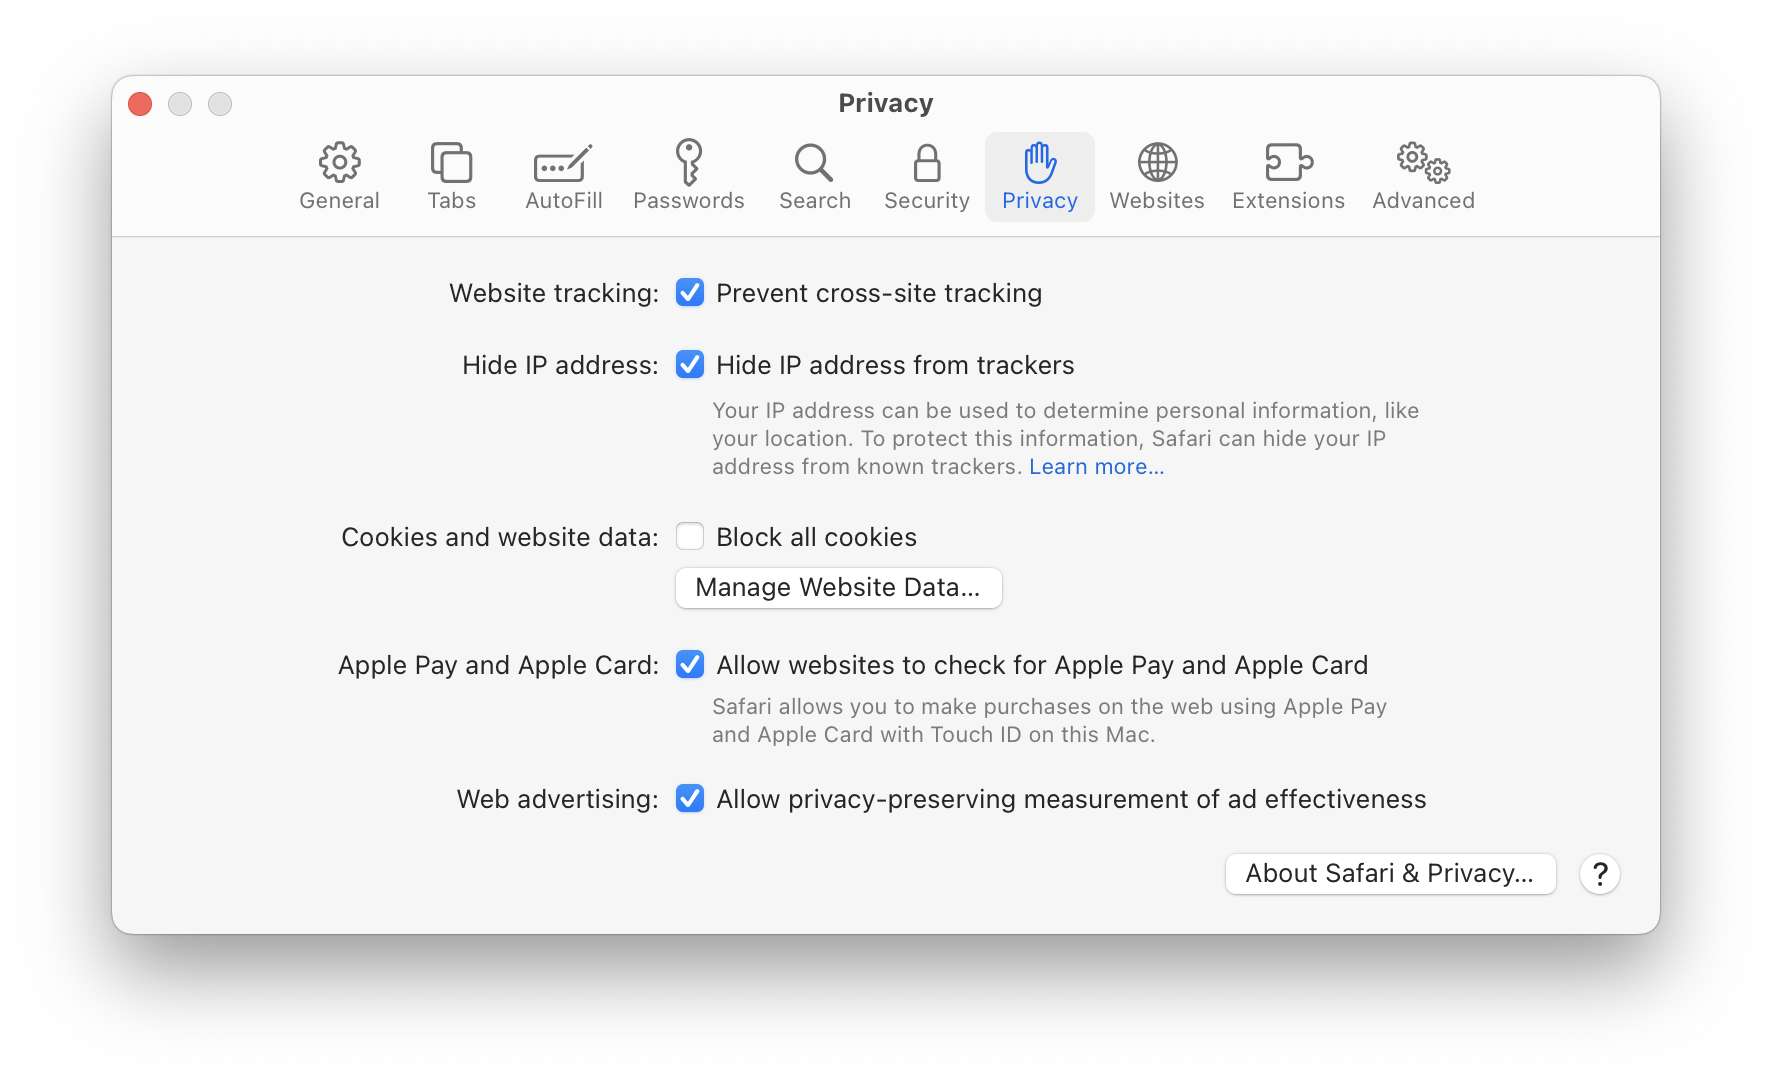 Privacy
General Tabs AutoFill Passwords Search Security Privacy Websites Extensions Advanced
Website tracking: Prevent cross-site tracking
Hide IP address: Hide IP address from trackers
Your IP address can be used to determine personal information, like
your location. To protect this information, Safari can hide your IP
address from known trackers. Learn more...
Cookies and website data: Block all cookies
Manage Website Data...
Apple Pay and Apple Card: Allow websites to check for Apple Pay and Apple Card
Safari allows you to make purchases on the web using Apple Pay
and Apple Card with Touch ID on this Mac.
Web advertising: Allow privacy-preserving measurement of ad effectiveness
About Safari & Privacy... ?